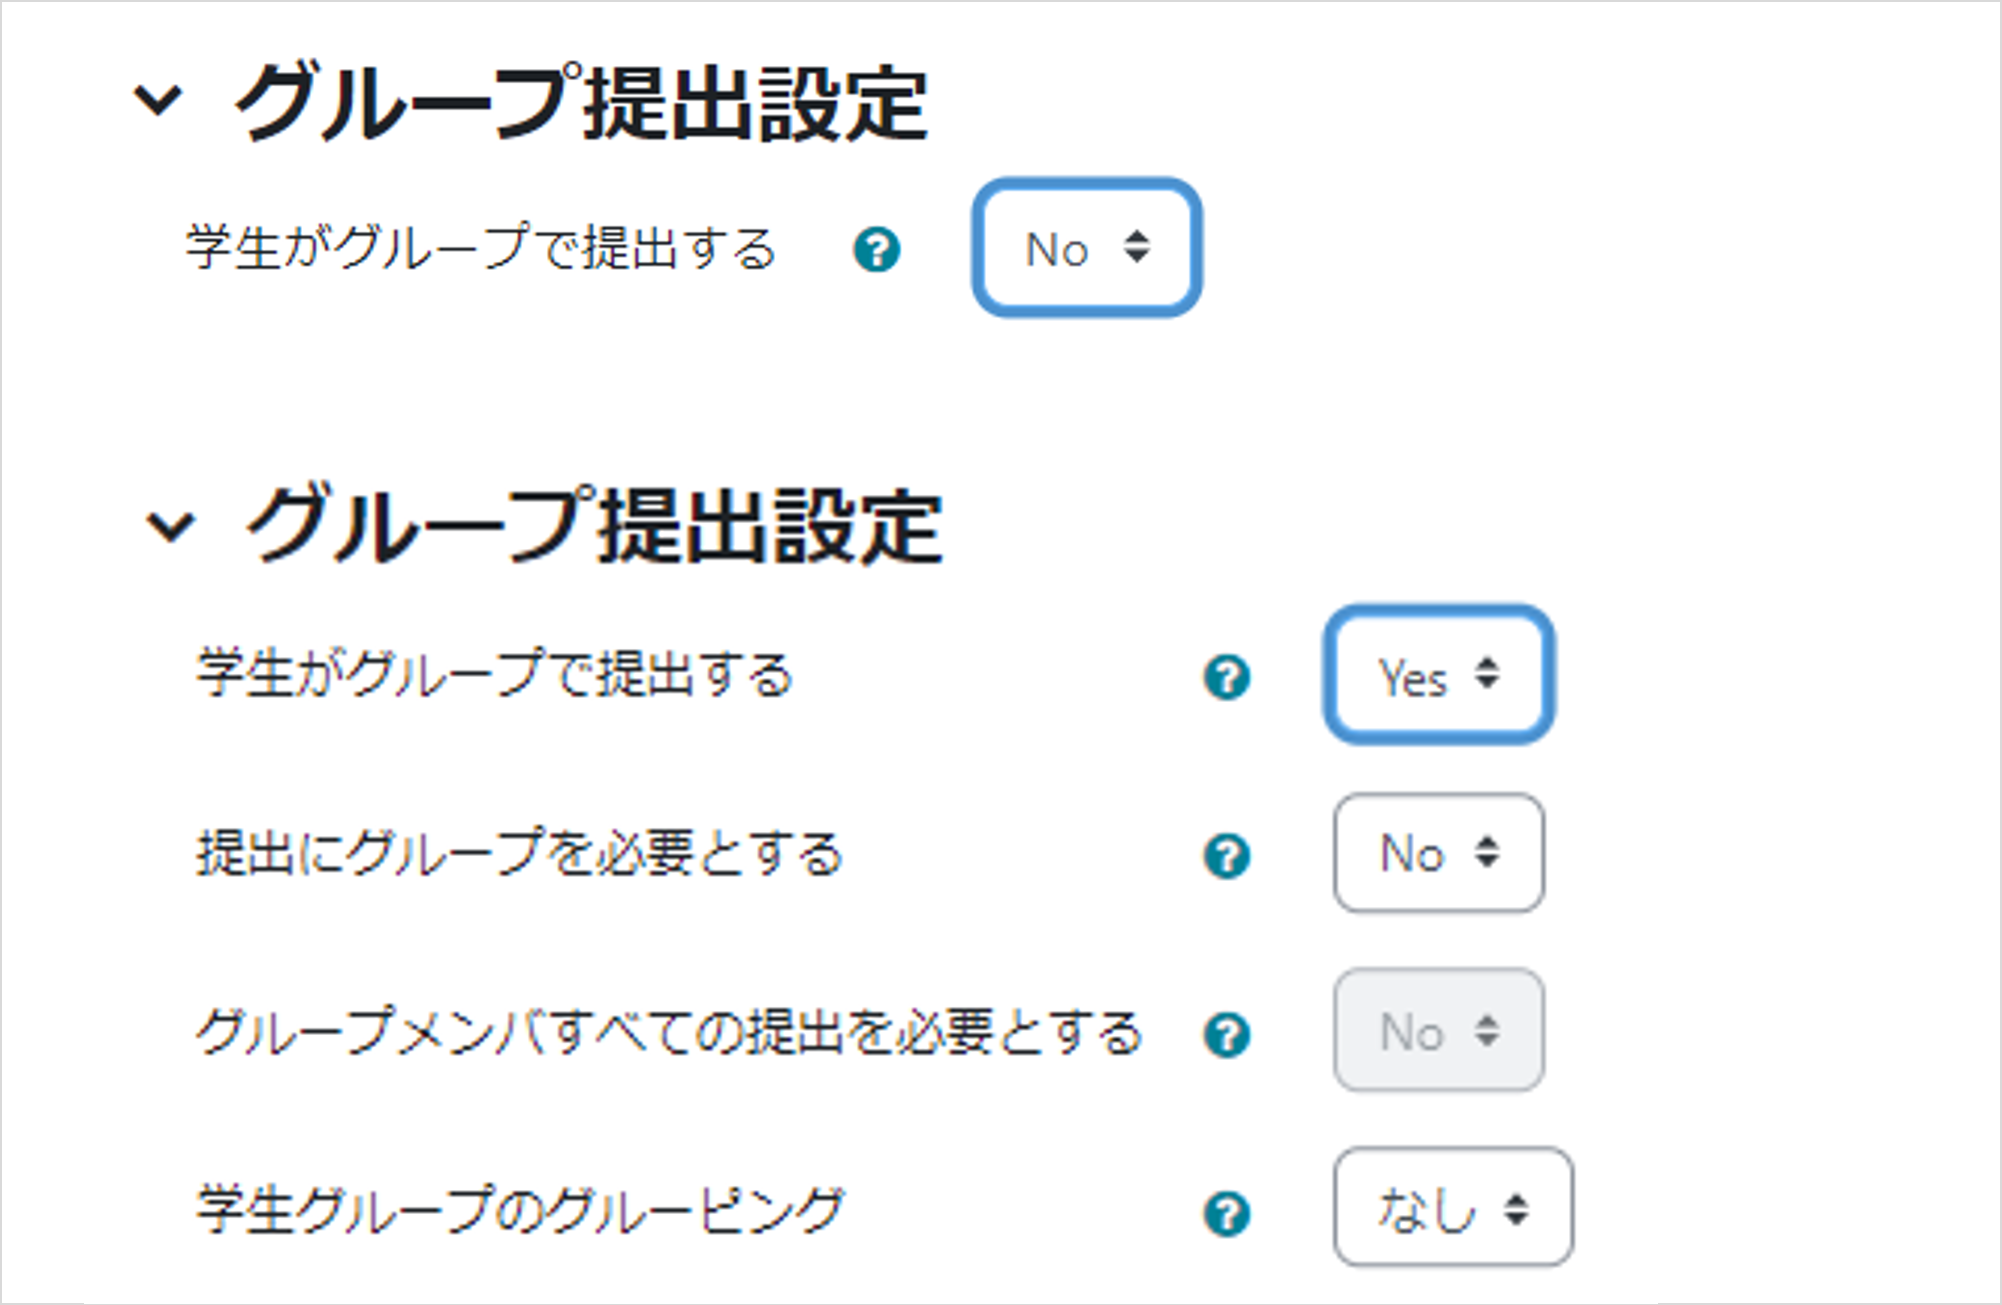 グループ提出設定
学生がグループで提出する ? No
グループ提出設定
学生がグループで提出する ? Yes
提出にグループを必要とする ? No
グループメンバすべての提出を必要とする ? No
学生グループのグルーピング ? なし